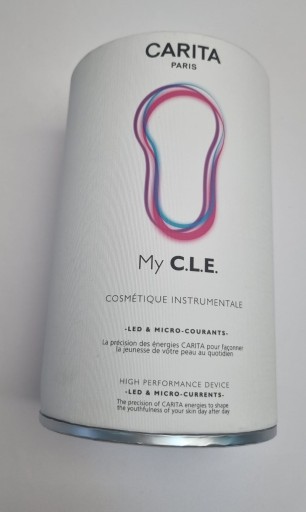 CARITA
PARIS
My C.L.E.
COSMÉTIQUE INSTRUMENTALE
-LED & MICRO-COURANTS-
La précision des énergies CARITA pour façonner
la jeunesse de votre peau au quotidien
HIGH PERFORMANCE DEVICE
-LED & MICRO-CURRENTS-
The precision of CARITA energies to shape
the youthfulness of your skin day after day